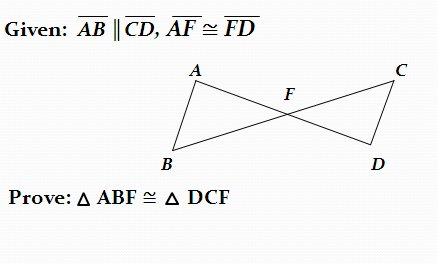 Given: AB ∥ CD, AF ≅ FD
A
C
F
B
D
Prove: △ ABF ≅ △ DCF